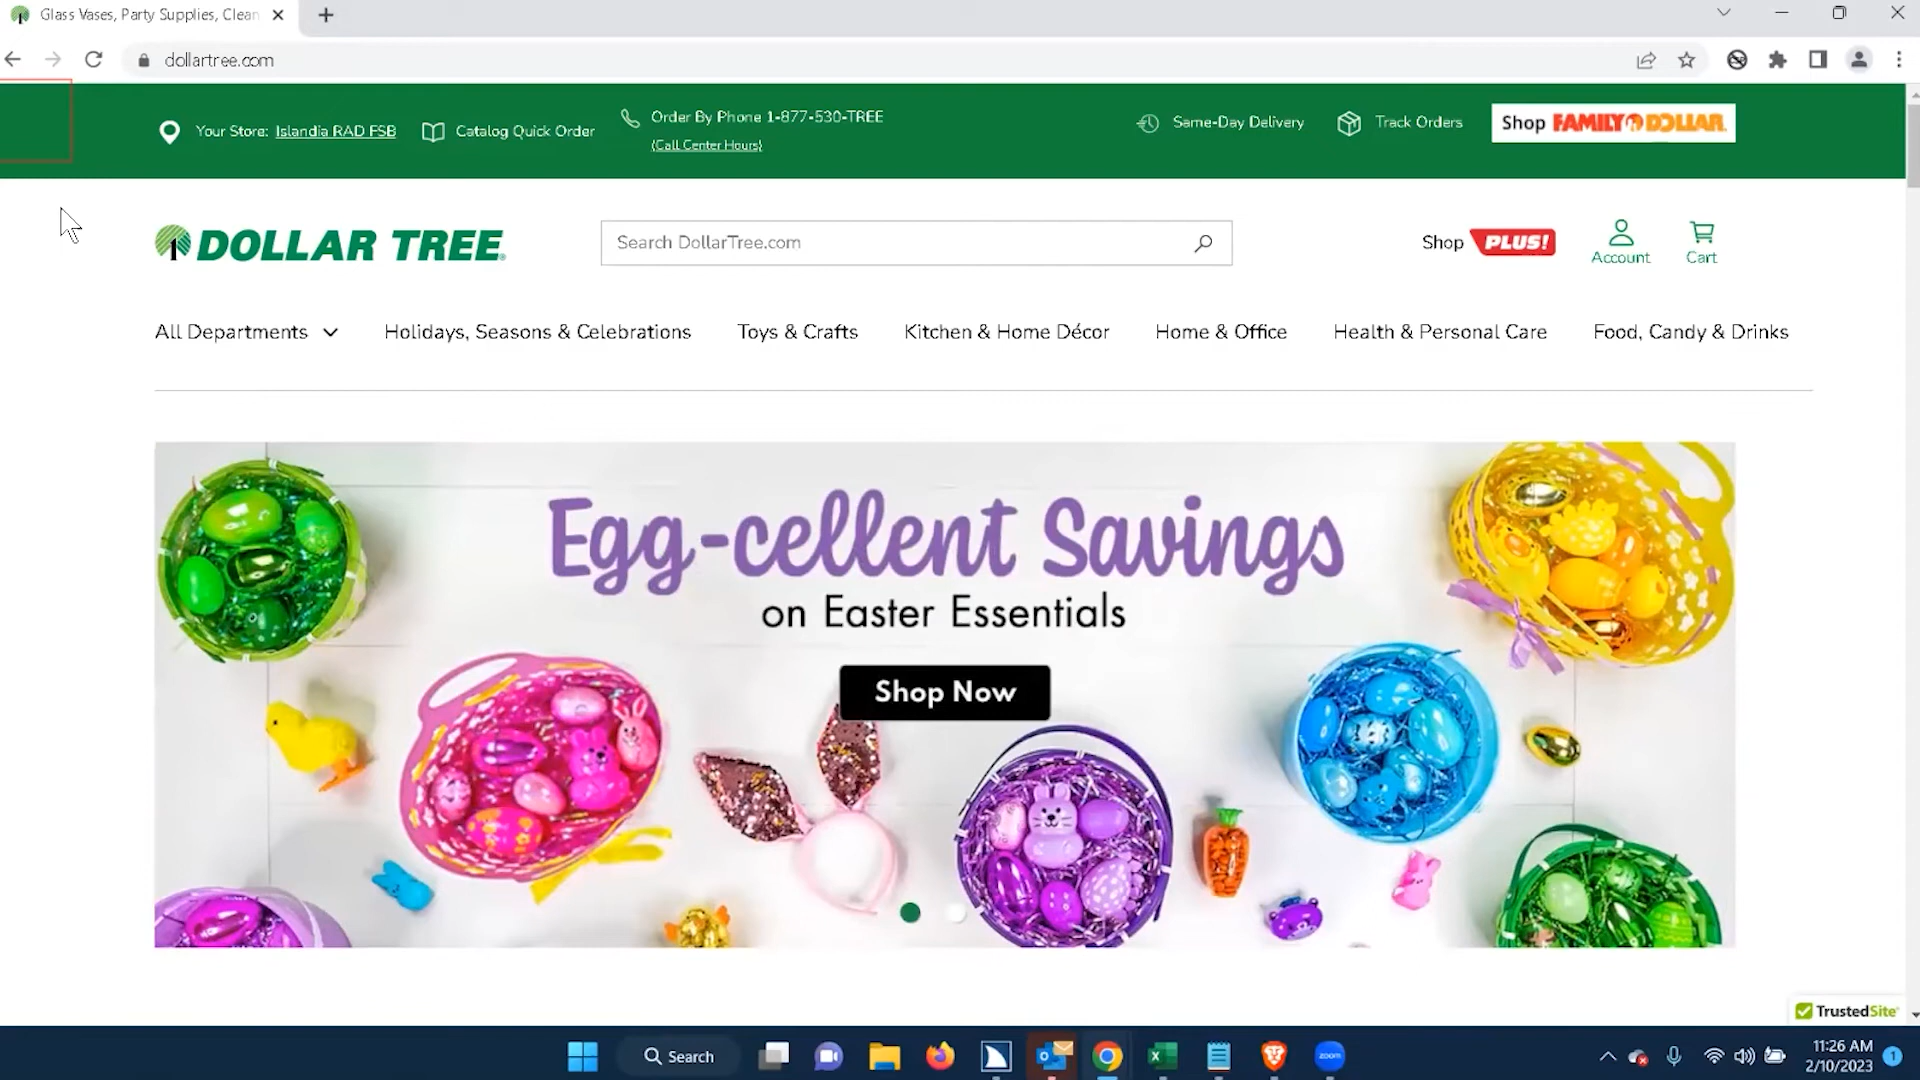 Glass Vases, Party Supplies, Clean
dollartree.com
Your Store: Islandia RAD FSB
Catalog Quick Order
Order By Phone 1-877-530-TREE
(Call Center Hours)
Same-Day Delivery
Track Orders
Shop FAMILY DOLLAR
DOLLAR TREE
Search DollarTree.com
Shop PLUS!
Account
Cart
All Departments
Holidays, Seasons & Celebrations
Toys & Crafts
Kitchen & Home Décor
Home & Office
Health & Personal Care
Food, Candy & Drinks
Egg-cellent Savings
on Easter Essentials
Shop Now
TrustedSite
Search
zoom
11:26 AM
2/10/2023
1